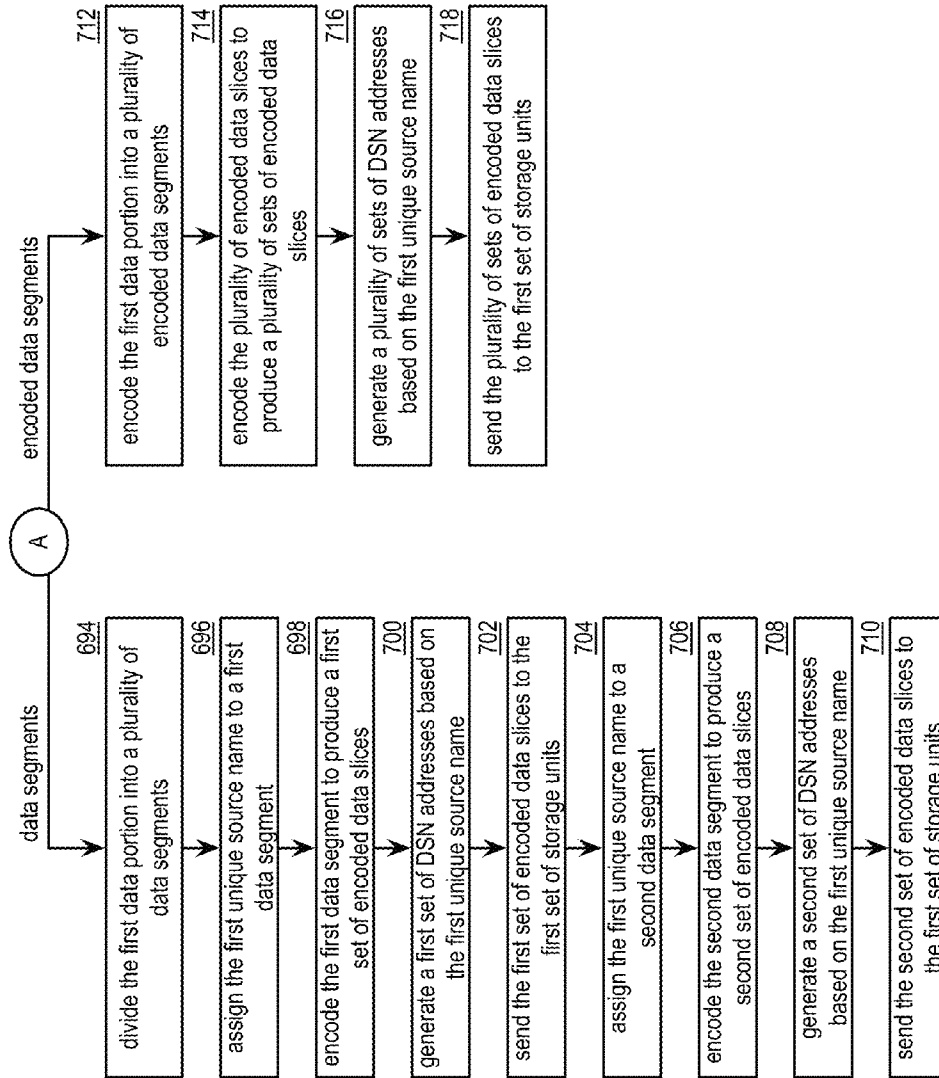 A
data segments
694
divide the first data portion into a plurality of
data segments
696
assign the first unique source name to a first
data segment
698
encode the first data segment to produce a first
set of encoded data slices
700
generate a first set of DSN addresses based on
the first unique source name
702
send the first set of encoded data slices to the
first set of storage units
704
assign the first unique source name to a
second data segment
706
encode the second data segment to produce a
second set of encoded data slices
708
generate a second set of DSN addresses
based on the first unique source name
710
send the second set of encoded data slices to
the first set of storage units
encoded data segments
712
encode the first data portion into a plurality of
encoded data segments
714
encode the plurality of encoded data slices to
produce a plurality of sets of encoded data
slices
716
generate a plurality of sets of DSN addresses
based on the first unique source name
718
send the plurality of sets of encoded data slices
to the first set of storage units